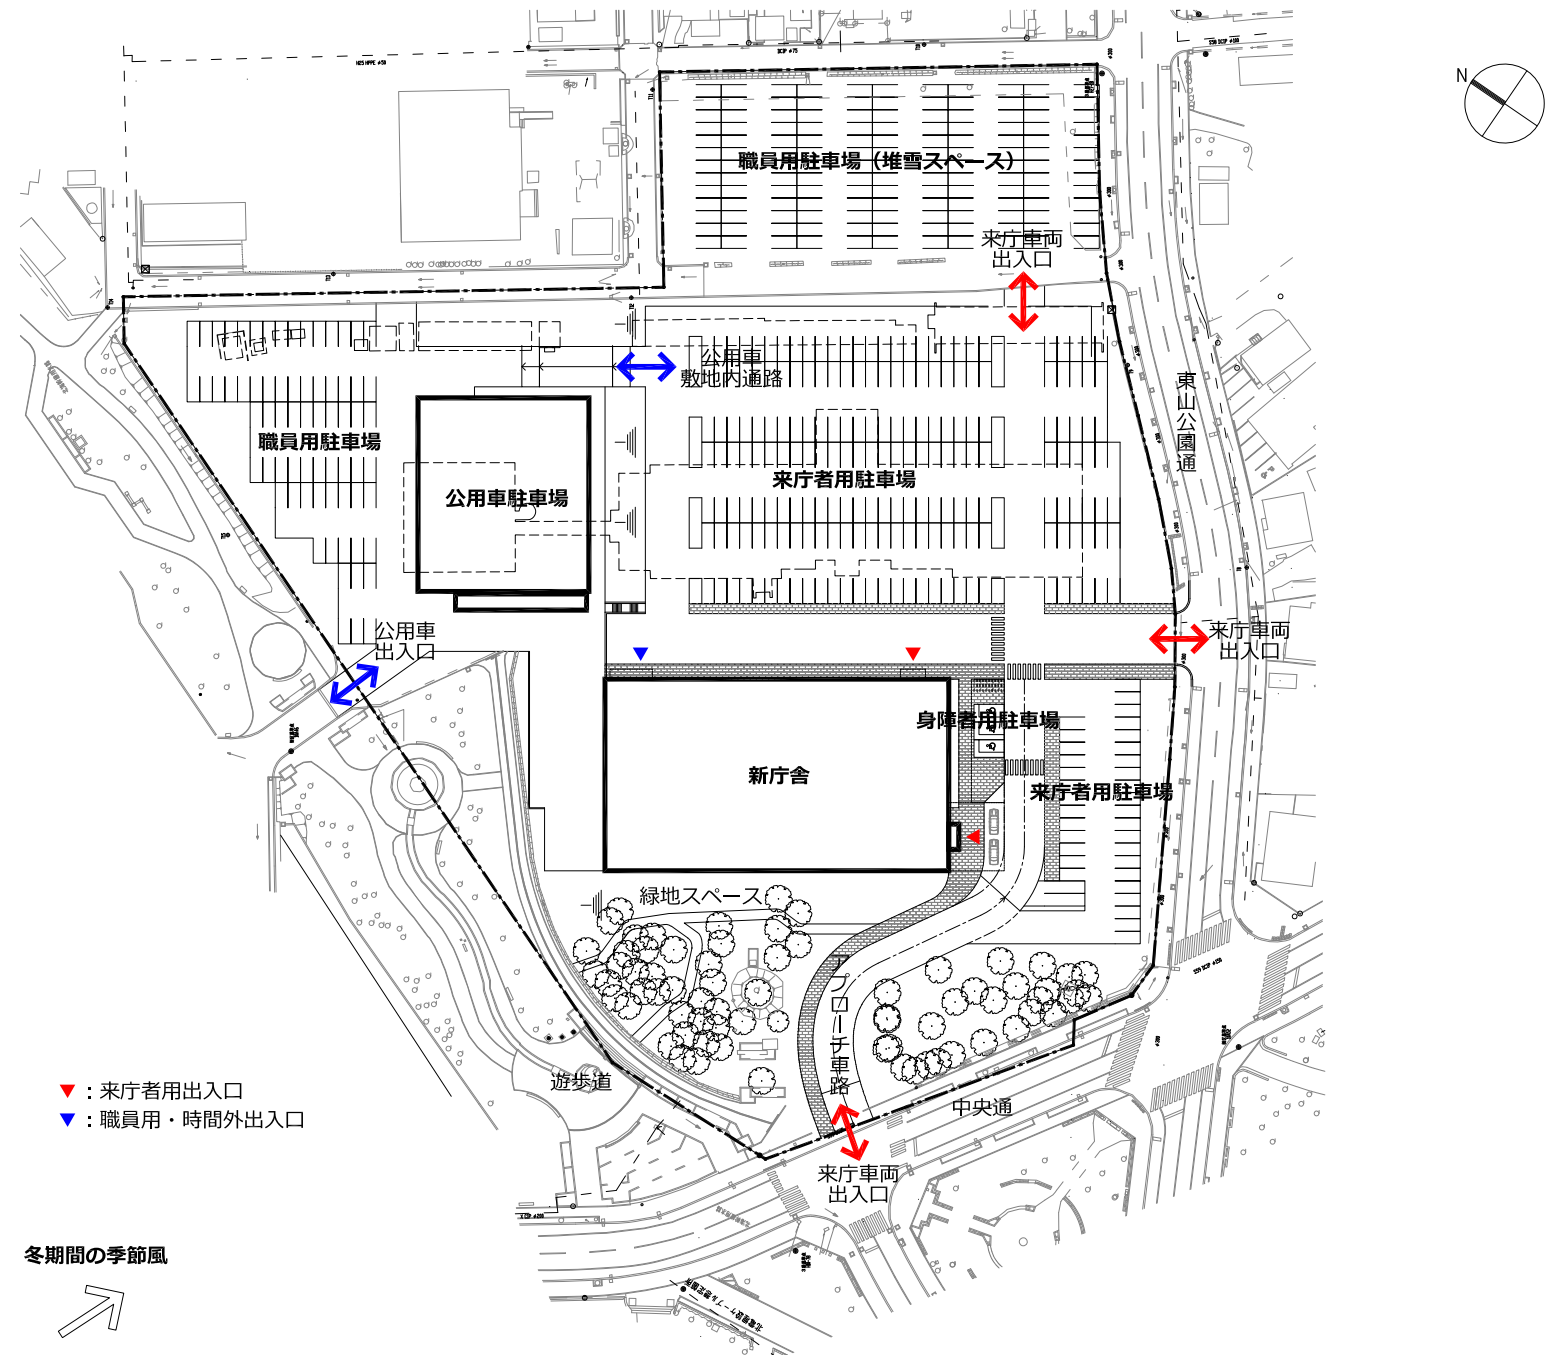 N
職員用駐車場（堆雪スペース）
来庁車両
出入口
公用車
敷地内通路
東山公園通
職員用駐車場
公用車駐車場
来庁者用駐車場
公用車
出入口
来庁車両
出入口
身障者用駐車場
新庁舎
来庁者用駐車場
緑地スペース
アプローチ車路
遊歩道
中央通
来庁車両
出入口
▼：来庁者用出入口
▼：職員用・時間外出入口
冬期間の季節風